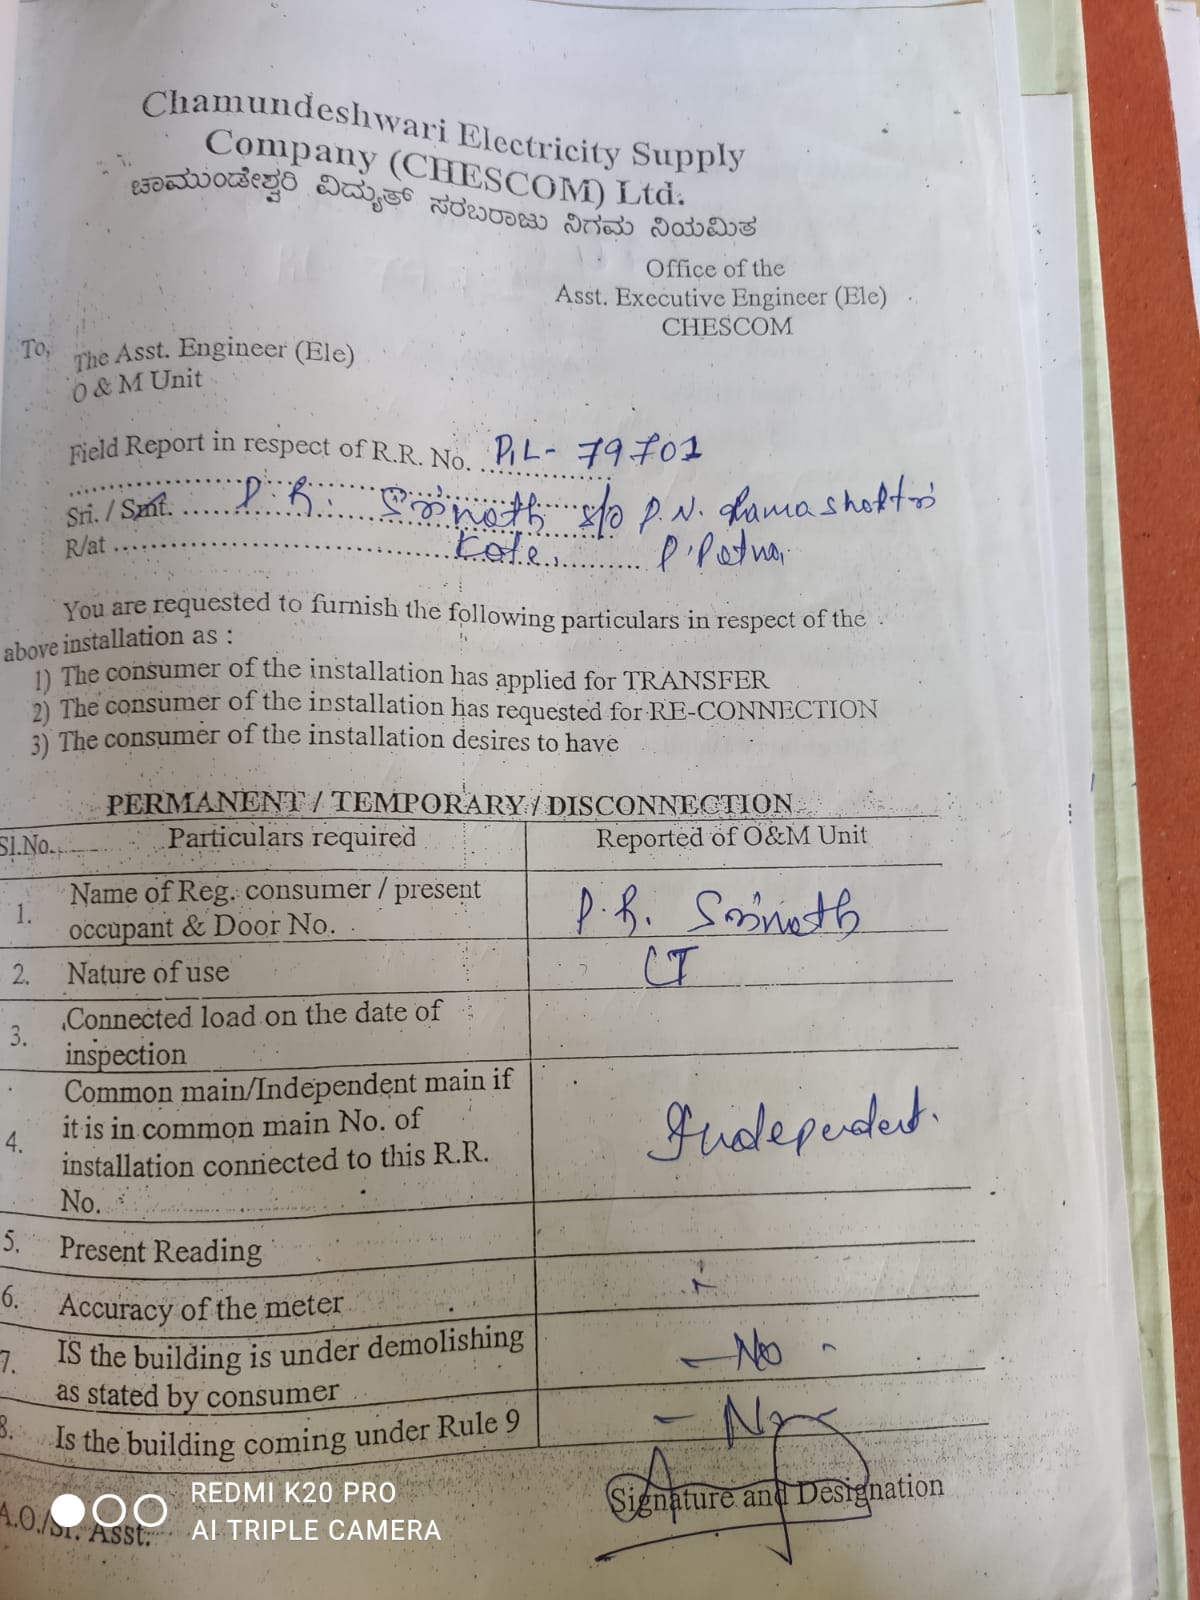 Chamundeshwari Electricity Supply
Company (CHESCOM) Ltd.
ಚಾಮುಂಡೇಶ್ವರಿ ವಿದ್ಯುತ್ ಸರಬರಾಜು ನಿಗಮ ನಿಯಮಿತ
Office of the
Asst. Executive Engineer (Ele)
CHESCOM
To,
The Asst. Engineer (Ele)
O & M Unit
Field Report in respect of R.R. No. P.L- 79701
Sri. / Smt. P. R. Srinath s/o P. N. Ramashastri
R/at Kote, P. Patna
You are requested to furnish the following particulars in respect of the
above installation as :
1) The consumer of the installation has applied for TRANSFER
2) The consumer of the installation has requested for RE-CONNECTION
3) The consumer of the installation desires to have
PERMANENT / TEMPORARY / DISCONNECTION
Sl.No. Particulars required Reported of O&M Unit
1. Name of Reg. consumer / present
occupant & Door No. P. R. Srinath
2. Nature of use
3. Connected load on the date of
inspection
4. Common main/Independent main if
it is in common main No. of
installation connected to this R.R.
No. Independent.
5. Present Reading
6. Accuracy of the meter
7. IS the building is under demolishing
as stated by consumer - No -
8. Is the building coming under Rule 9 - No -
Signature and Designation
A.O./Sr. Asst.
REDMI K20 PRO
AI TRIPLE CAMERA